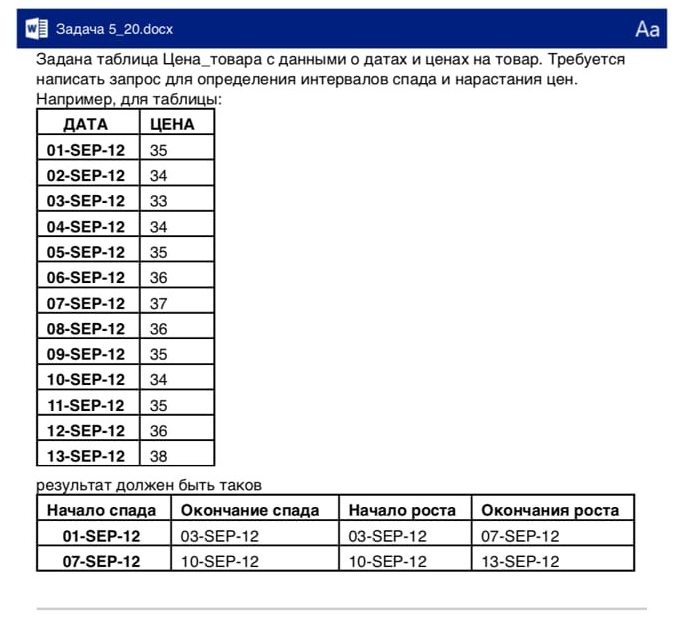 Задача 5_20.docx
Aa
Задана таблица Цена_товара с данными о датах и ценах на товар. Требуется
написать запрос для определения интервалов спада и нарастания цен.
Например, для таблицы:
ДАТА ЦЕНА
01-SEP-12 35
02-SEP-12 34
03-SEP-12 33
04-SEP-12 34
05-SEP-12 35
06-SEP-12 36
07-SEP-12 37
08-SEP-12 36
09-SEP-12 35
10-SEP-12 34
11-SEP-12 35
12-SEP-12 36
13-SEP-12 38
результат должен быть таков
Начало спада Окончание спада Начало роста Окончания роста
01-SEP-12 03-SEP-12 03-SEP-12 07-SEP-12
07-SEP-12 10-SEP-12 10-SEP-12 13-SEP-12